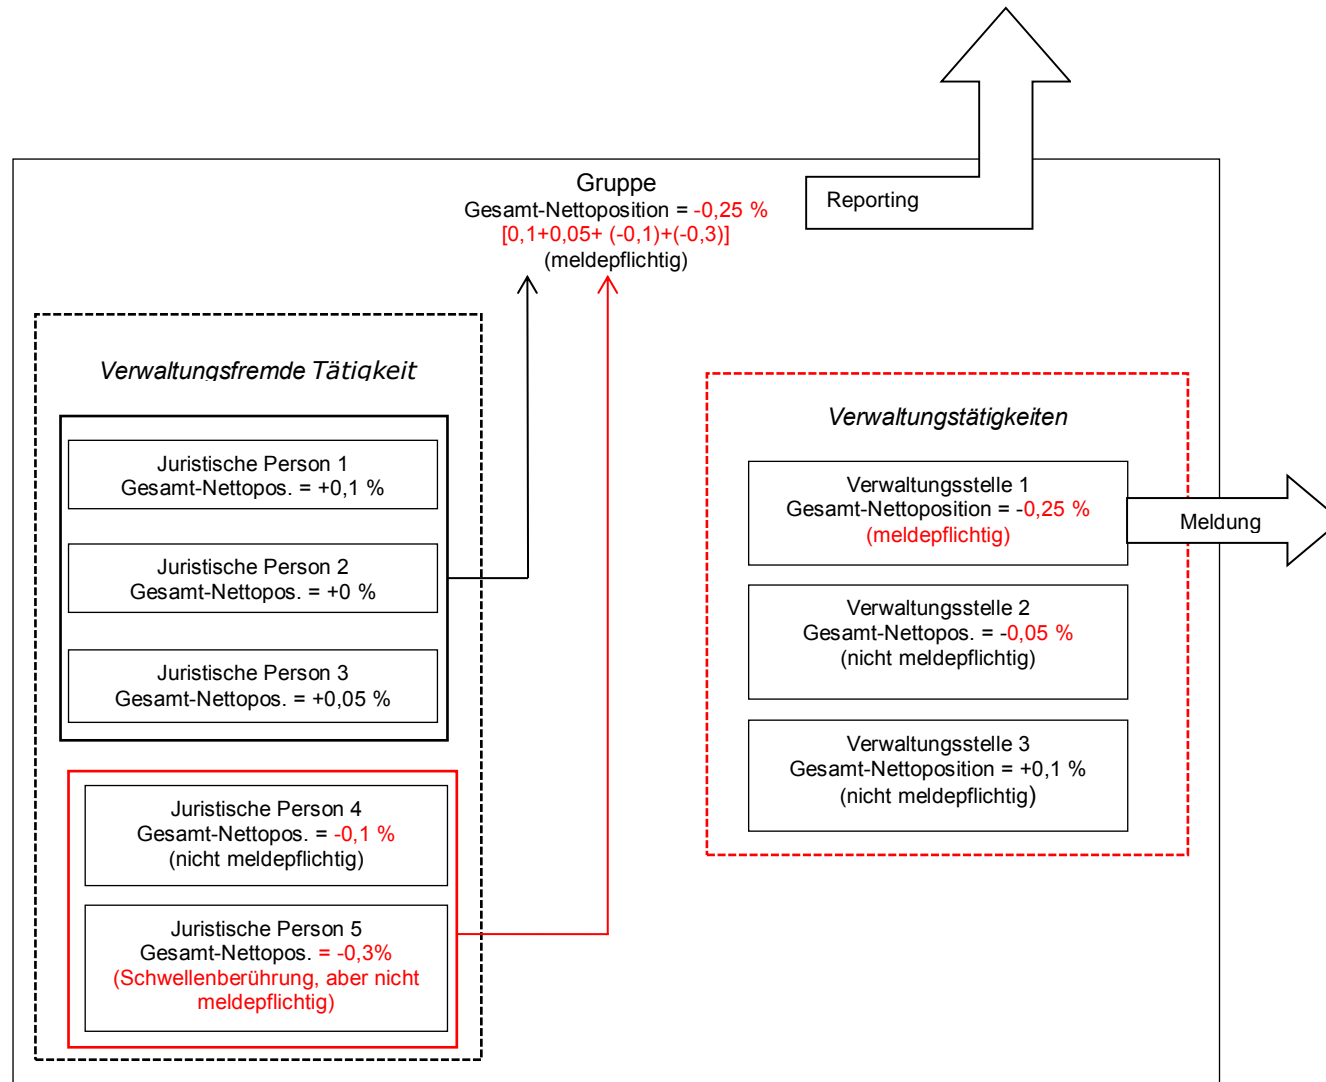 Gruppe
Gesamt-Nettoposition = -0,25 %
[0,1+0,05+ (-0,1)+(-0,3)]
(meldepflichtig)
Reporting
Verwaltungsfremde Tätigkeit
Juristische Person 1
Gesamt-Nettopos. = +0,1 %
Juristische Person 2
Gesamt-Nettopos. = +0 %
Juristische Person 3
Gesamt-Nettopos. = +0,05 %
Juristische Person 4
Gesamt-Nettopos. = -0,1 %
(nicht meldepflichtig)
Juristische Person 5
Gesamt-Nettopos. = -0,3%
(Schwellenberührung, aber nicht
meldepflichtig)
Verwaltungstätigkeiten
Verwaltungsstelle 1
Gesamt-Nettoposition = -0,25 %
(meldepflichtig)
Meldung
Verwaltungsstelle 2
Gesamt-Nettopos. = -0,05 %
(nicht meldepflichtig)
Verwaltungsstelle 3
Gesamt-Nettoposition = +0,1 %
(nicht meldepflichtig)